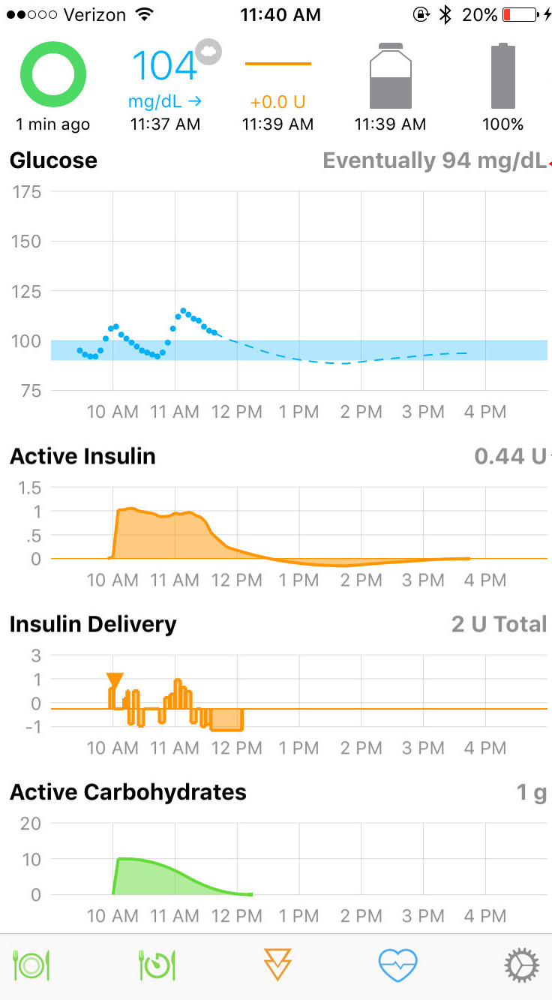 Verizon 11:40 AM 20%
104
mg/dL → +0.0 U
1 min ago 11:37 AM 11:39 AM 11:39 AM 100%
Glucose Eventually 94 mg/dL
175
150
125
100
75
10 AM 11 AM 12 PM 1 PM 2 PM 3 PM 4 PM
Active Insulin 0.44 U
1.5
1
.5
0
10 AM 11 AM 12 PM 1 PM 2 PM 3 PM 4 PM
Insulin Delivery 2 U Total
3
1
0
-1
10 AM 11 AM 12 PM 1 PM 2 PM 3 PM 4 PM
Active Carbohydrates 1 g
20
10
0
10 AM 11 AM 12 PM 1 PM 2 PM 3 PM 4 PM